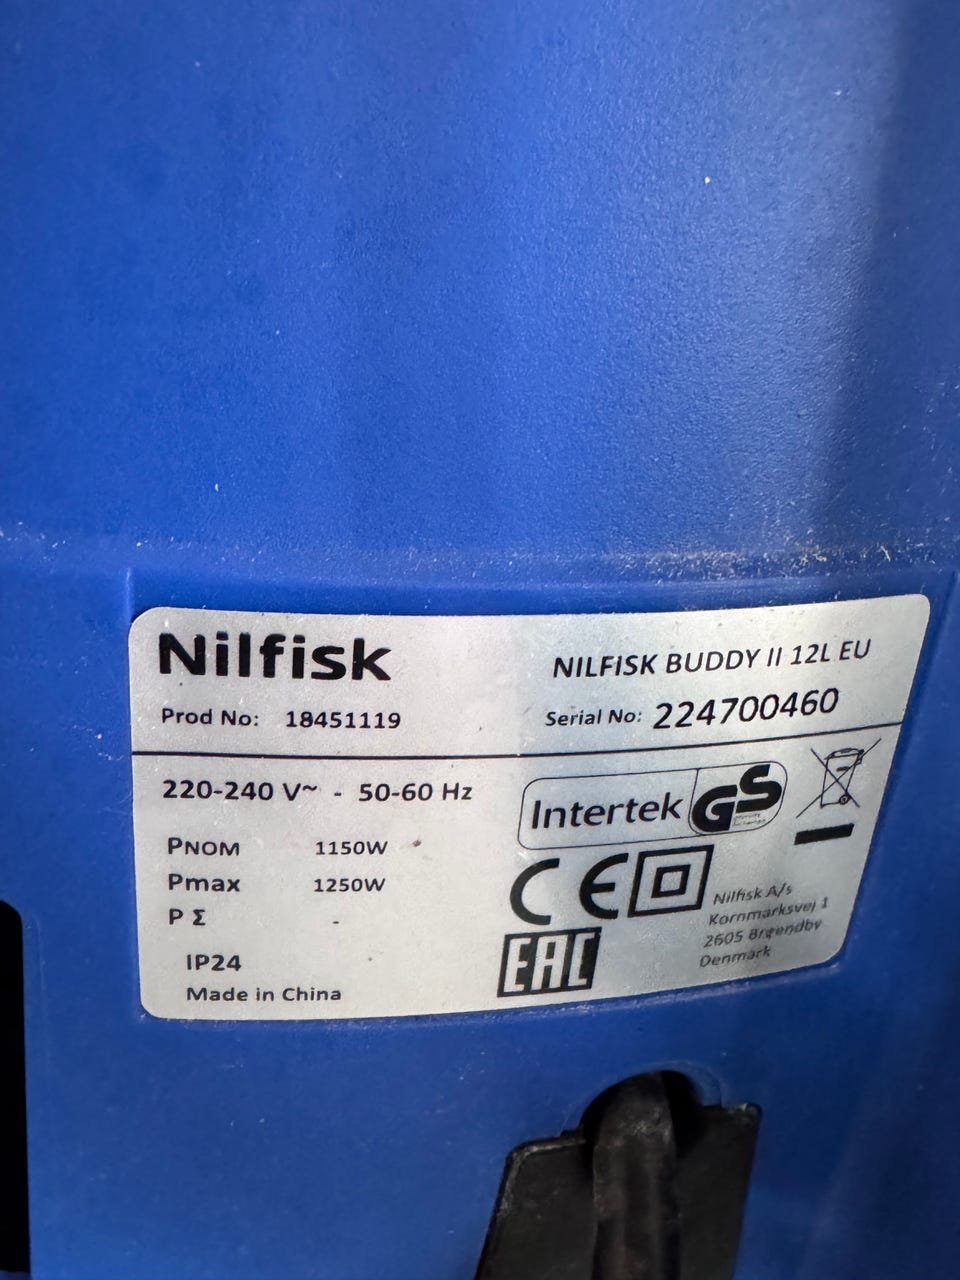 Nilfisk
NILFISK BUDDY II 12L EU
Prod No: 18451119
Serial No: 224700460
220-240 V~ - 50-60 Hz
PNOM 1150W
Pmax 1250W
P Σ -
IP24
Made in China
Intertek GS
CE
EAC
Nilfisk A/s
Kornmarksvej 1
2605 Brøendby
Denmark